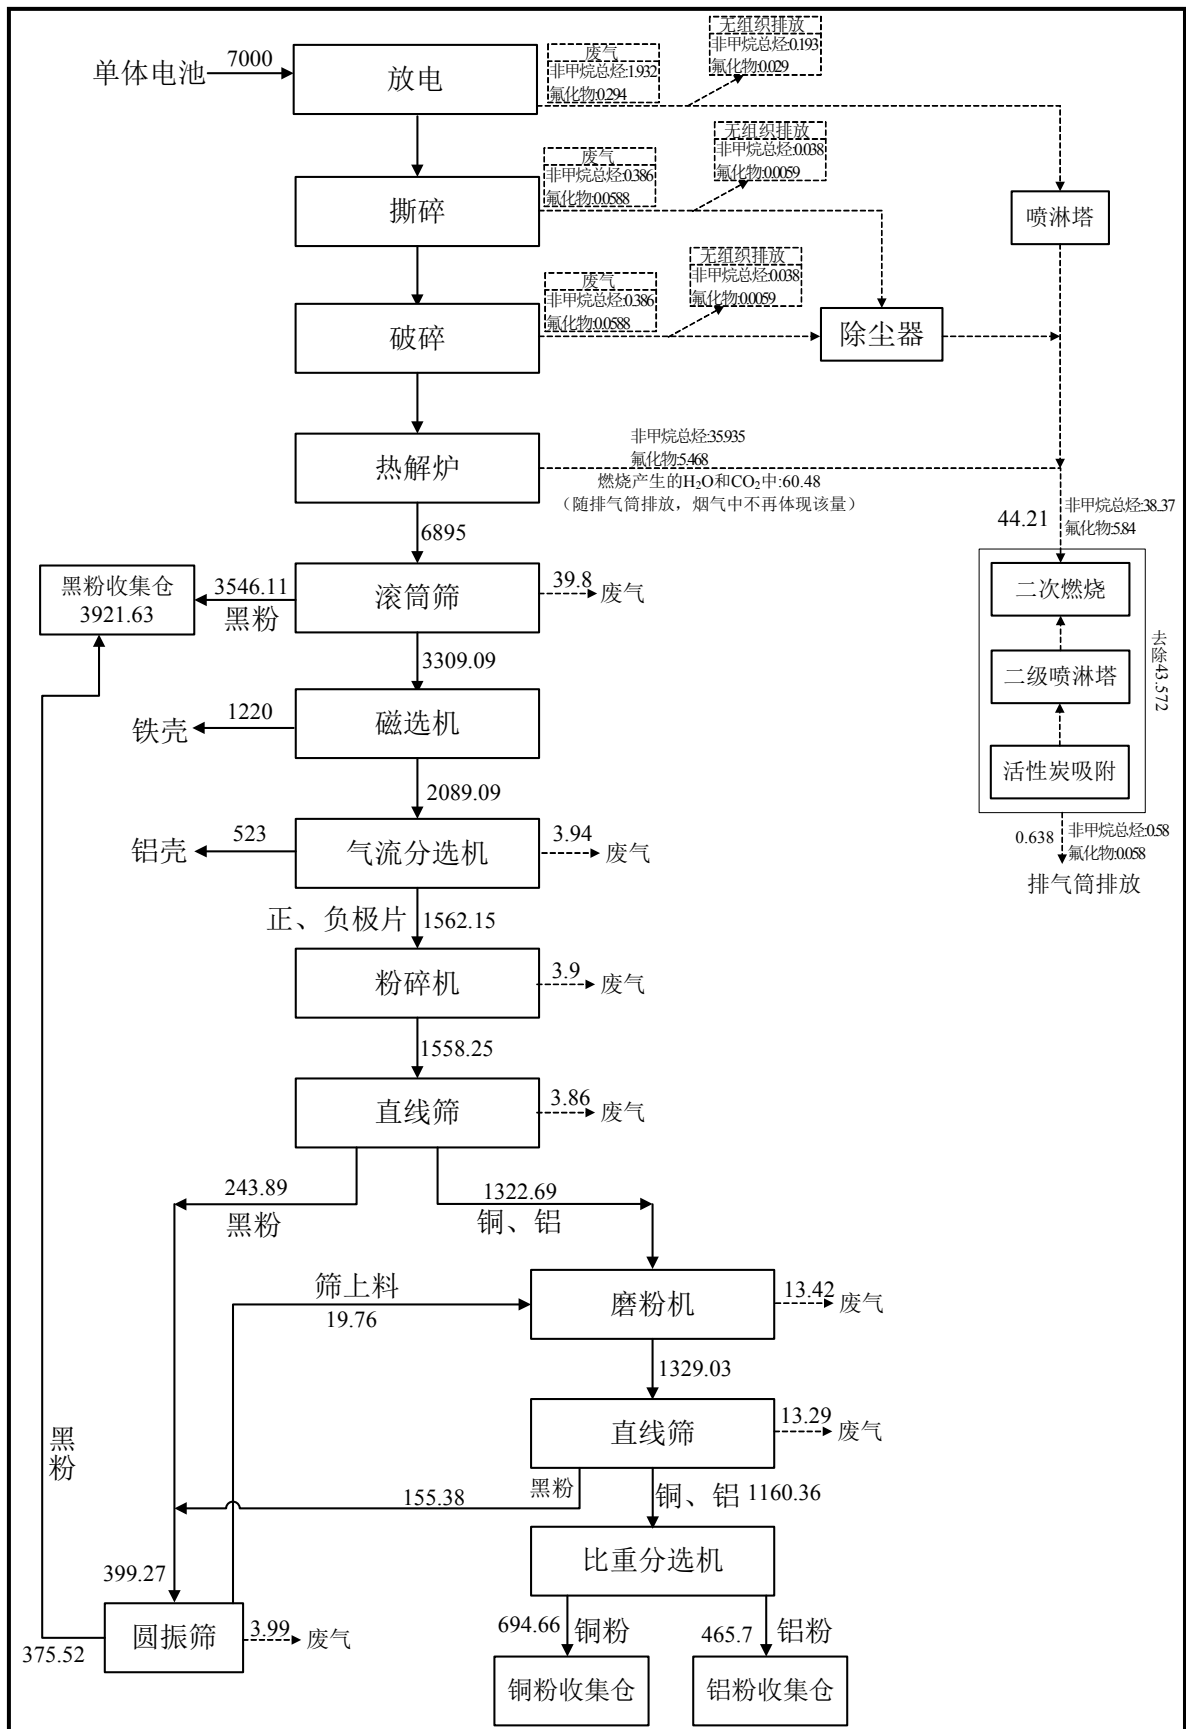 单体电池
7000
放电
废气
非甲烷总烃:1.932
氟化物:0.294
无组织排放
非甲烷总烃:0.193
氟化物:0.029
撕碎
废气
非甲烷总烃:0.386
氟化物:0.0588
无组织排放
非甲烷总烃:0.038
氟化物:0.0059
喷淋塔
破碎
废气
非甲烷总烃:0.386
氟化物:0.0588
无组织排放
非甲烷总烃:0.038
氟化物:0.0059
除尘器
热解炉
非甲烷总烃:35.935
氟化物:5.468
燃烧产生的H₂O和CO₂中:60.48
（随排气筒排放，烟气中不再体现该量）
6895
44.21
非甲烷总烃:38.37
氟化物:5.84
黑粉收集仓
3921.63
3546.11
黑粉
滚筒筛
39.8
废气
二次燃烧
二级喷淋塔
活性炭吸附
去除43.572
3309.09
铁壳
1220
磁选机
2089.09
铝壳
523
气流分选机
3.94
废气
0.638
非甲烷总烃:0.58
氟化物:0.058
排气筒排放
正、负极片
1562.15
粉碎机
3.9
废气
1558.25
直线筛
3.86
废气
243.89
黑粉
1322.69
铜、铝
筛上料
19.76
磨粉机
13.42
废气
1329.03
直线筛
13.29
废气
黑粉
155.38
黑粉
铜、铝
1160.36
比重分选机
399.27
圆振筛
3.99
废气
375.52
694.66
铜粉
465.7
铝粉
铜粉收集仓
铝粉收集仓